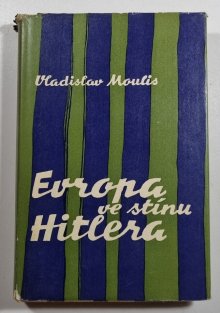 Vladislav Moulis
Evropa
ve stínu
Hitlera